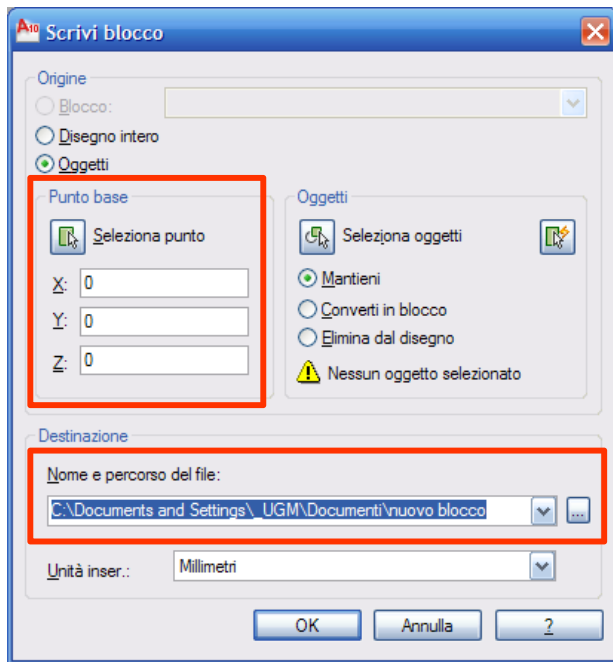 A10 Scrivi blocco
Origine
Blocco:
Disegno intero
Oggetti
Punto base
Seleziona punto
X: 0
Y: 0
Z: 0
Oggetti
Seleziona oggetti
Mantieni
Converti in blocco
Elimina dal disegno
Nessun oggetto selezionato
Destinazione
Nome e percorso del file:
C:\Documents and Settings\_UGM\Documenti\nuovo blocco ...
Unità inser.: Millimetri
OK Annulla ?